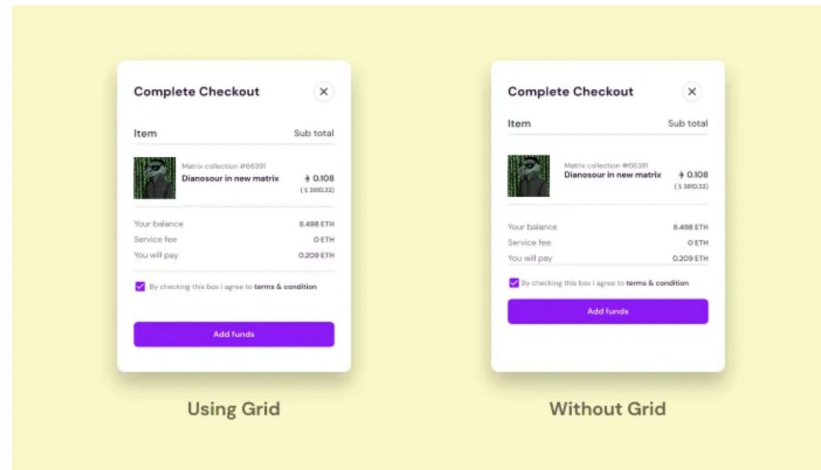 Complete Checkout
Item Sub total
Matrix collection #66391
Dianosour in new matrix 0.108
( $ 3810.33)
Your balance 8.498 ETH
Service fee 0 ETH
You will pay 0.209 ETH
By checking this box i agree to terms & condition
Add funds
Using Grid
Complete Checkout
Item Sub total
Matrix collection #66391
Dianosour in new matrix 0.108
( $ 3810.33)
Your balance 8.498 ETH
Service fee 0 ETH
You will pay 0.209 ETH
By checking this box i agree to terms & condition
Add funds
Without Grid